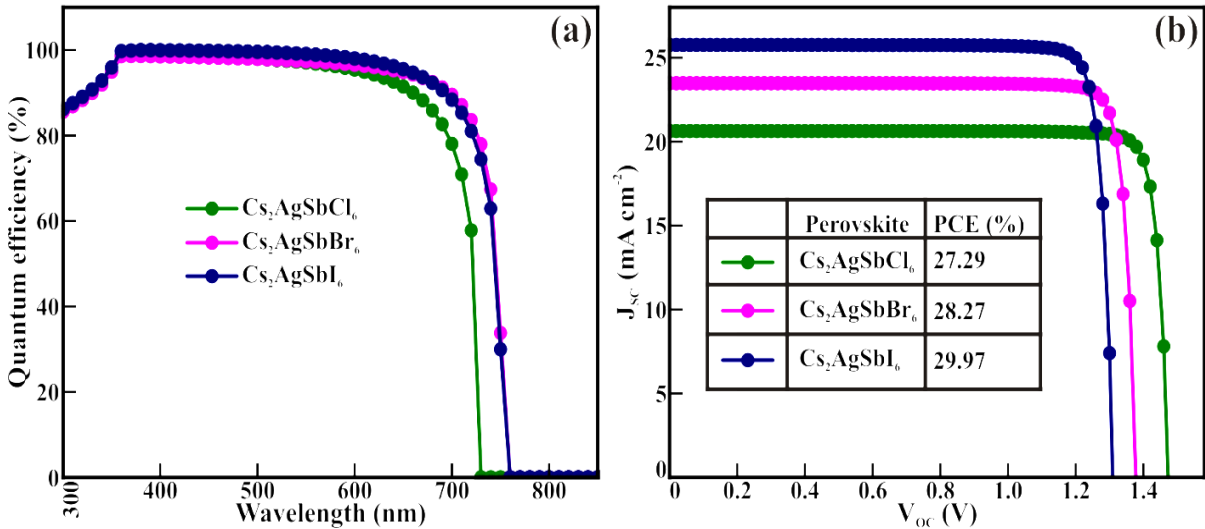 (a)
Quantum efficiency (%)
100
80
60
40
20
0
Cs₂AgSbCl₆
Cs₂AgSbBr₆
Cs₂AgSbI₆
300 400 500 600 700 800
Wavelength (nm)
(b)
J_SC (mA cm⁻²)
25
20
15
10
5
0
Perovskite PCE (%)
Cs₂AgSbCl₆ 27.29
Cs₂AgSbBr₆ 28.27
Cs₂AgSbI₆ 29.97
0 0.2 0.4 0.6 0.8 1.0 1.2 1.4
V_OC (V)